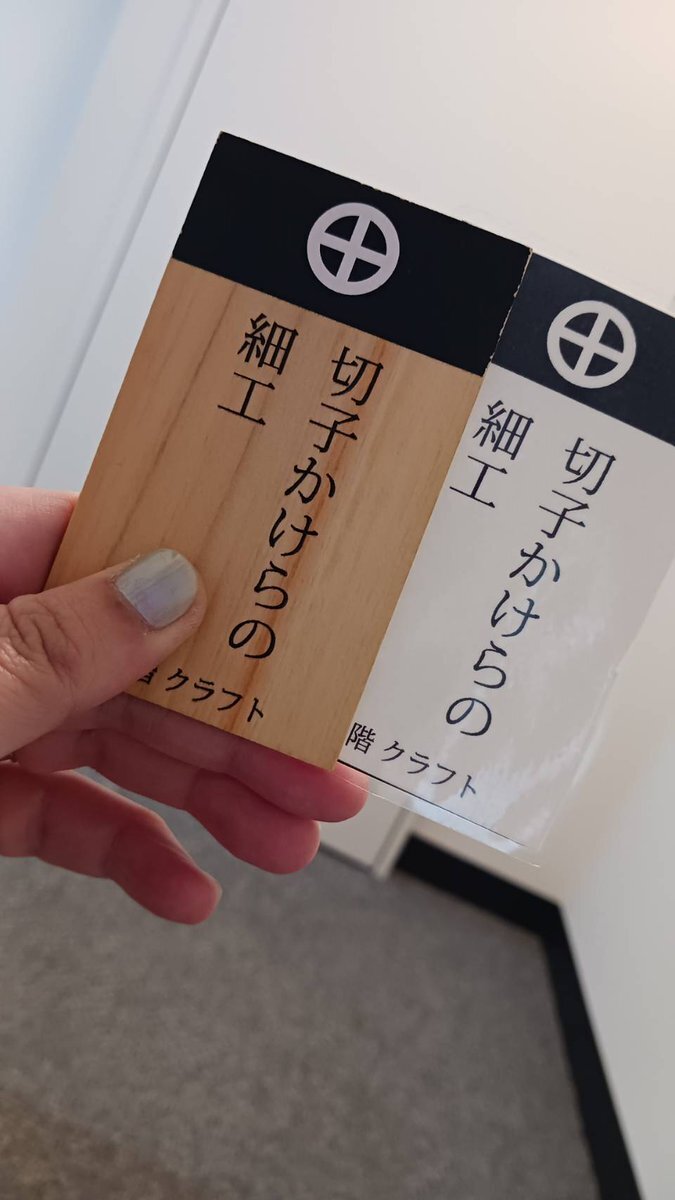 切子かけらの
細工
階 クラフト
切子かけらの
細工
階 クラフト